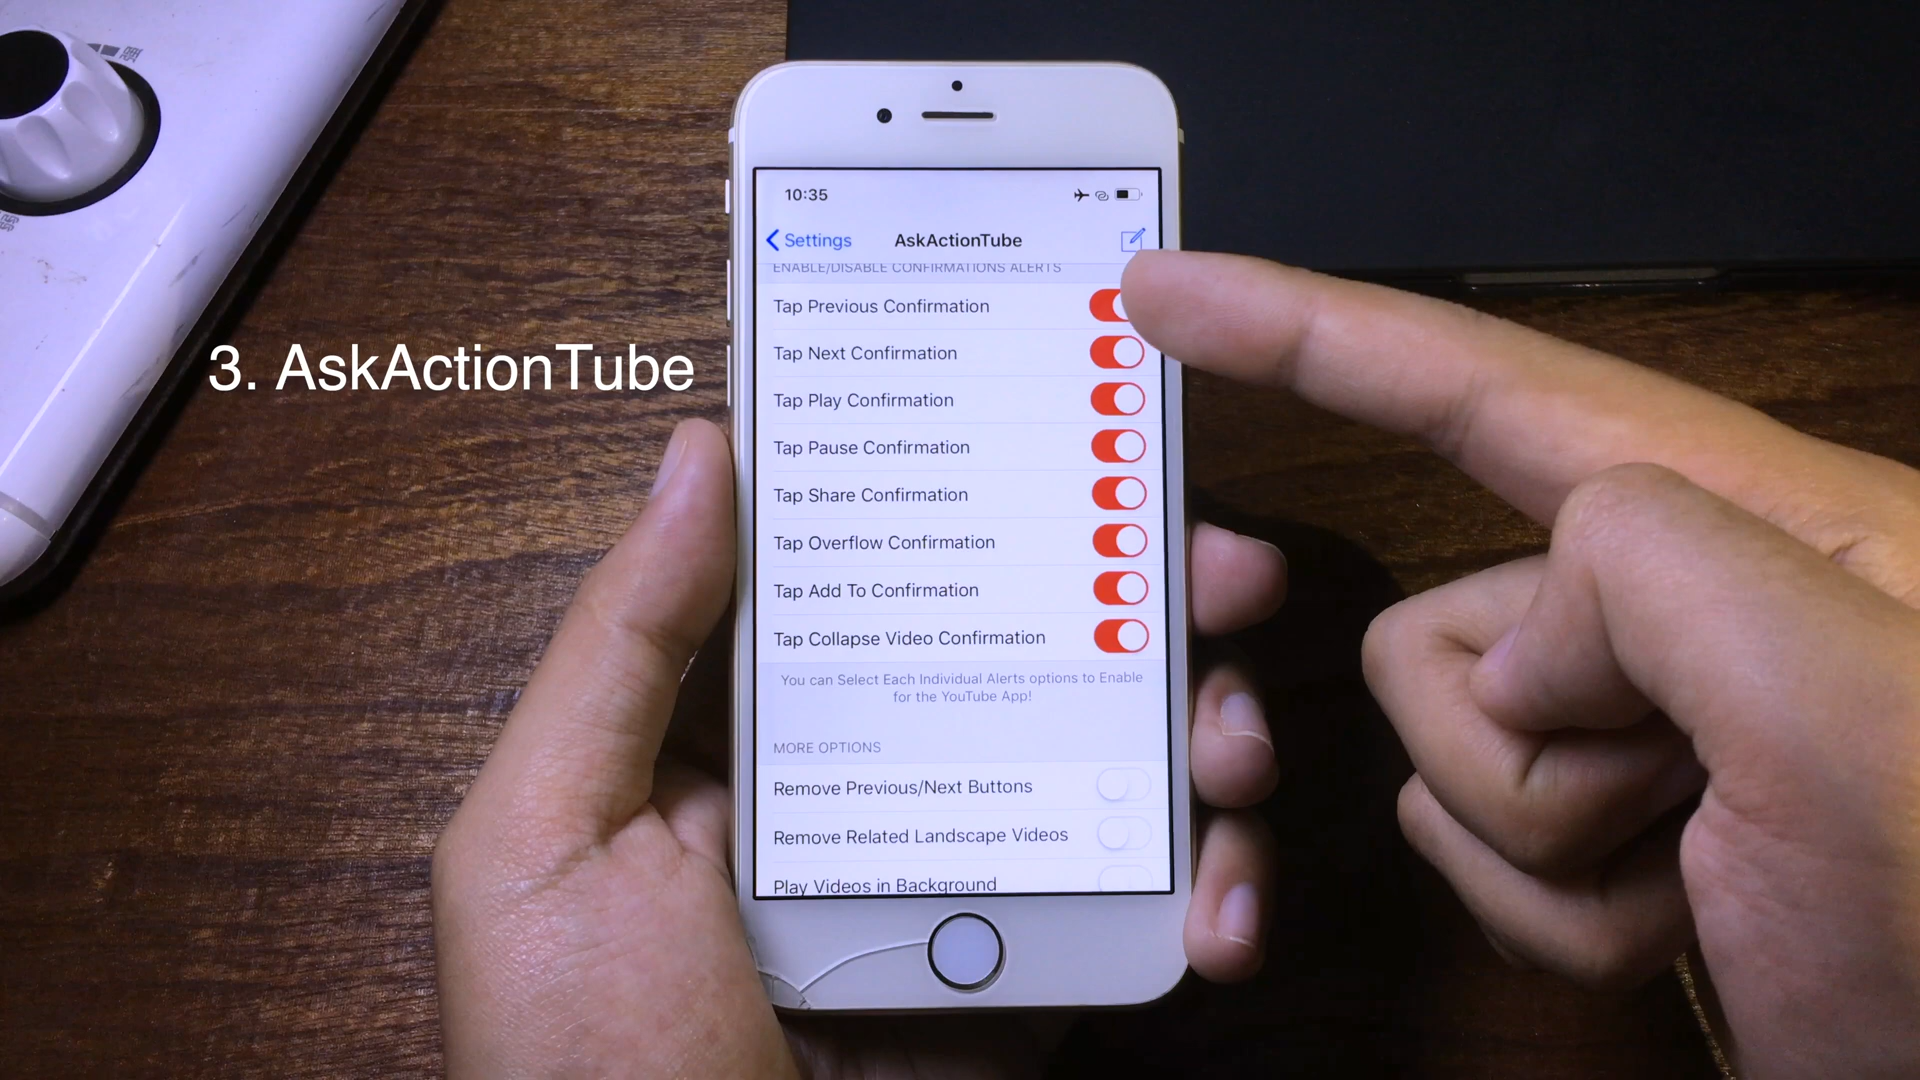 10:35
Settings
AskActionTube
ENABLE/DISABLE CONFIRMATIONS ALERTS
Tap Previous Confirmation
Tap Next Confirmation
3. AskActionTube
Tap Play Confirmation
Tap Pause Confirmation
Tap Share Confirmation
Tap Overflow Confirmation
Tap Add To Confirmation
Tap Collapse Video Confirmation
You can Select Each Individual Alerts options to Enable
for the YouTube App!
MORE OPTIONS
Remove Previous/Next Buttons
Remove Related Landscape Videos
Play Videos in Background